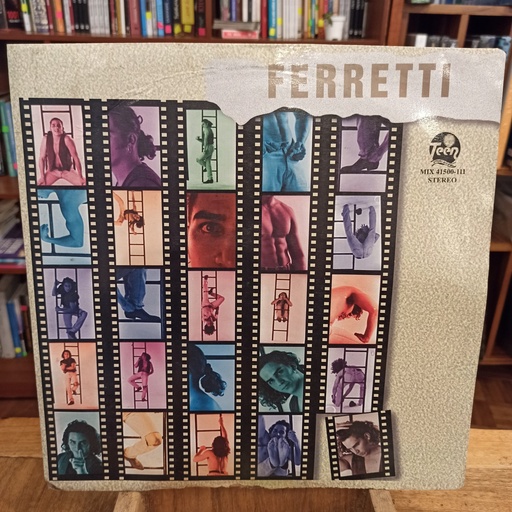 FERRETTI
Teen
MIX 41500-111
STEREO